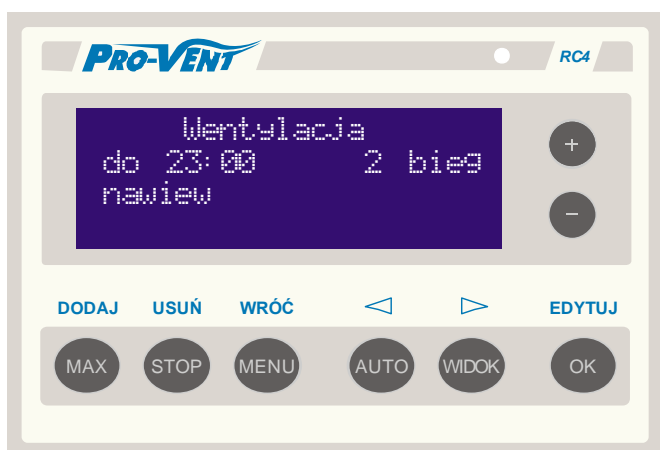 PRO-VENT RC4
Wentylacja
do 23:00 2 bieg
nawiew
+
-
DODAJ USUŃ WRÓĆ EDYTUJ
MAX STOP MENU AUTO WIDOK OK